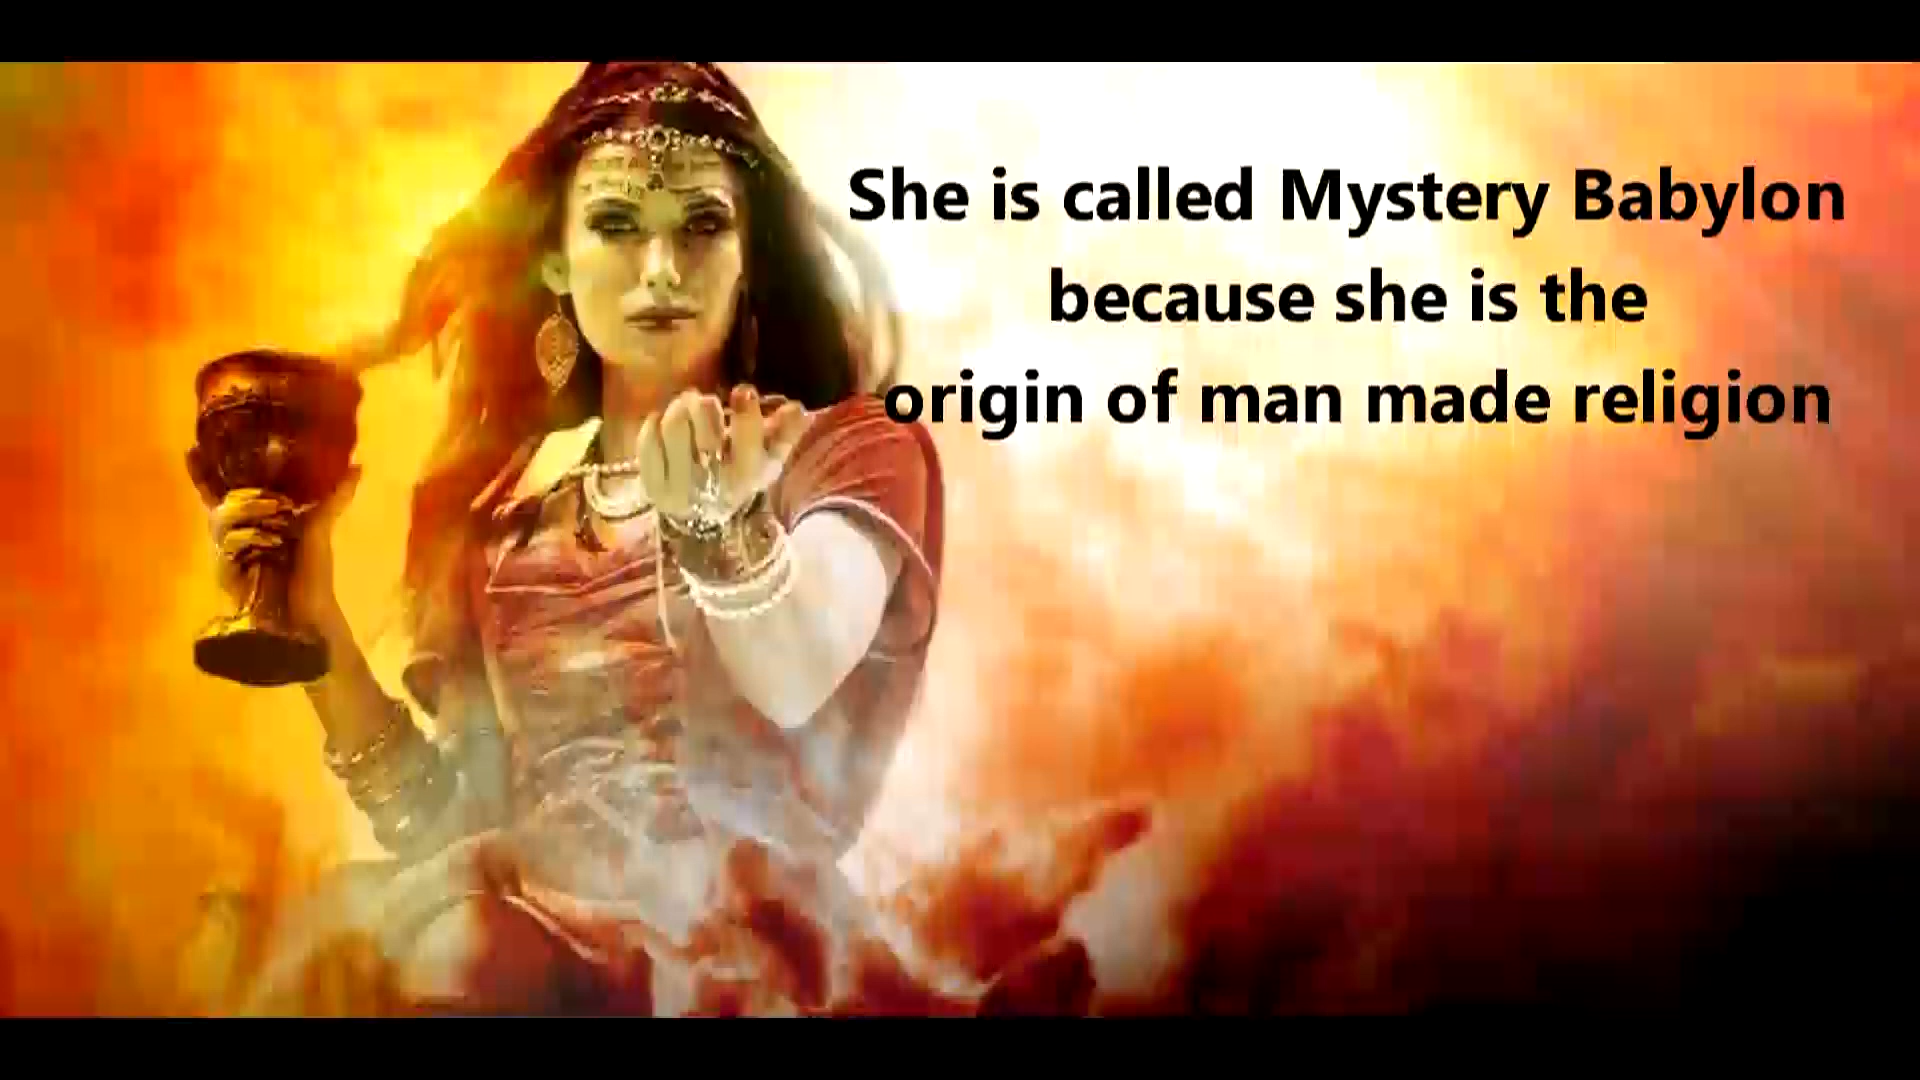 She is called Mystery Babylon
because she is the
origin of man made religion